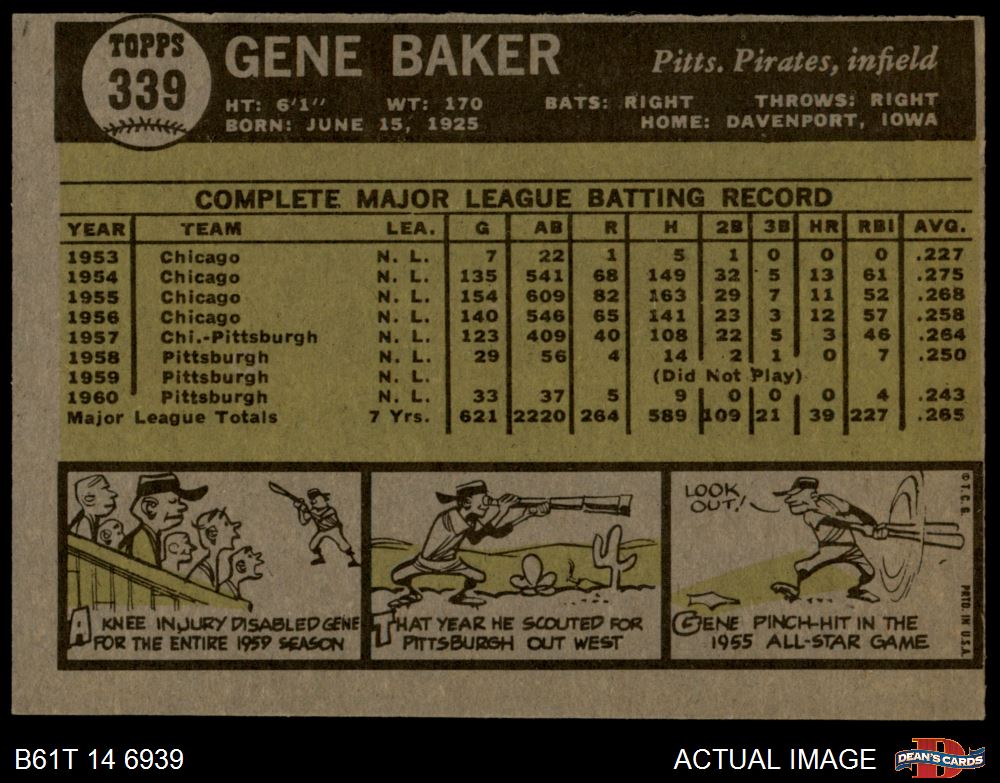 TOPPS
339
GENE BAKER
Pitts. Pirates, infield
HT: 6'1" WT: 170 BATS: RIGHT THROWS: RIGHT
BORN: JUNE 15, 1925 HOME: DAVENPORT, IOWA
COMPLETE MAJOR LEAGUE BATTING RECORD
YEAR TEAM LEA. G AB R H 2B 3B HR RBI AVG.
1953 Chicago N. L. 7 22 1 5 1 0 0 0 .227
1954 Chicago N. L. 135 541 68 149 32 5 13 61 .275
1955 Chicago N. L. 154 609 82 163 29 7 11 52 .268
1956 Chicago N. L. 140 546 65 141 23 3 12 57 .258
1957 Chi.-Pittsburgh N. L. 123 409 40 108 22 5 3 46 .264
1958 Pittsburgh N. L. 29 56 4 14 2 1 0 7 .250
1959 Pittsburgh N. L. (Did Not Play)
1960 Pittsburgh N. L. 33 37 5 9 0 0 0 4 .243
Major League Totals 7 Yrs. 621 2220 264 589 109 21 39 227 .265
A KNEE INJURY DISABLED GENE
FOR THE ENTIRE 1959 SEASON
THAT YEAR HE SCOUTED FOR
PITTSBURGH OUT WEST
LOOK
OUT!
GENE PINCH-HIT IN THE
1955 ALL-STAR GAME
© T. C. G.
PRTD. IN U.S.A.
B61T 14 6939
ACTUAL IMAGE
D
DEAN'S CARDS